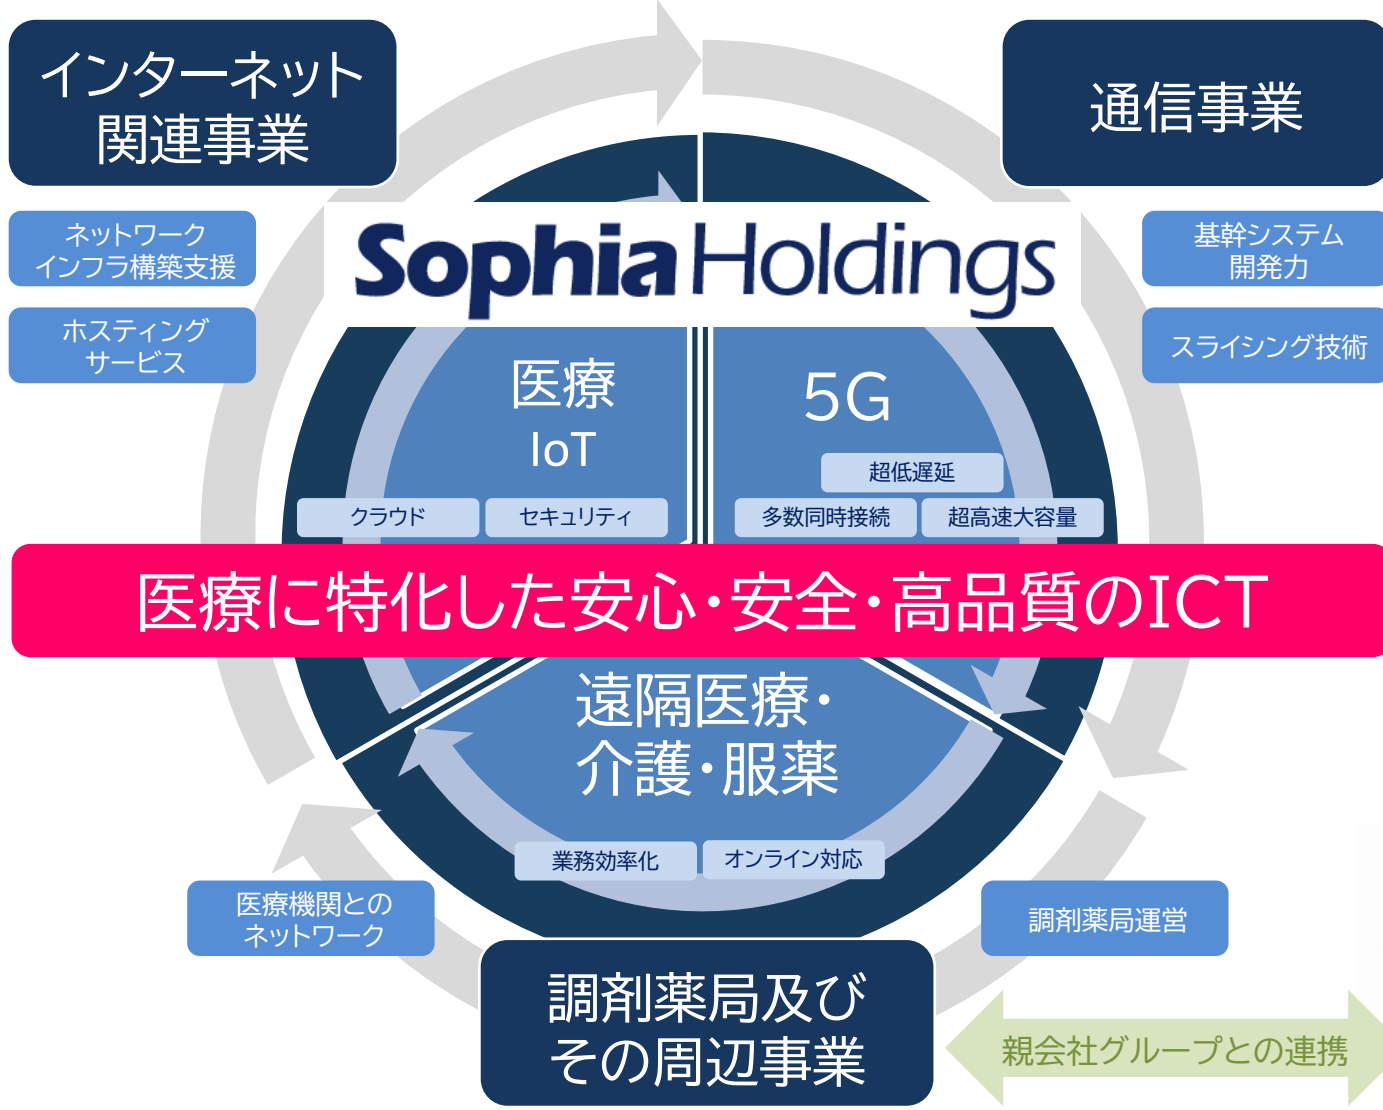 インターネット
関連事業
通信事業
ネットワーク
インフラ構築支援
ホスティング
サービス
基幹システム
開発力
スライシング技術
Sophia Holdings
医療
IoT
クラウド
セキュリティ
5G
超低遅延
多数同時接続
超高速大容量
医療に特化した安心・安全・高品質のICT
遠隔医療・
介護・服薬
業務効率化
オンライン対応
医療機関との
ネットワーク
調剤薬局運営
調剤薬局及び
その周辺事業
親会社グループとの連携